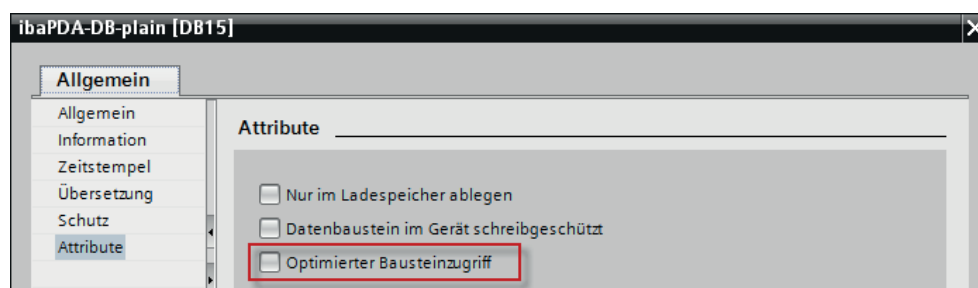 ibaPDA-DB-plain [DB15]
Allgemein
Allgemein
Information
Zeitstempel
Übersetzung
Schutz
Attribute
Attribute
Nur im Ladespeicher ablegen
Datenbaustein im Gerät schreibgeschützt
Optimierter Bausteinzugriff